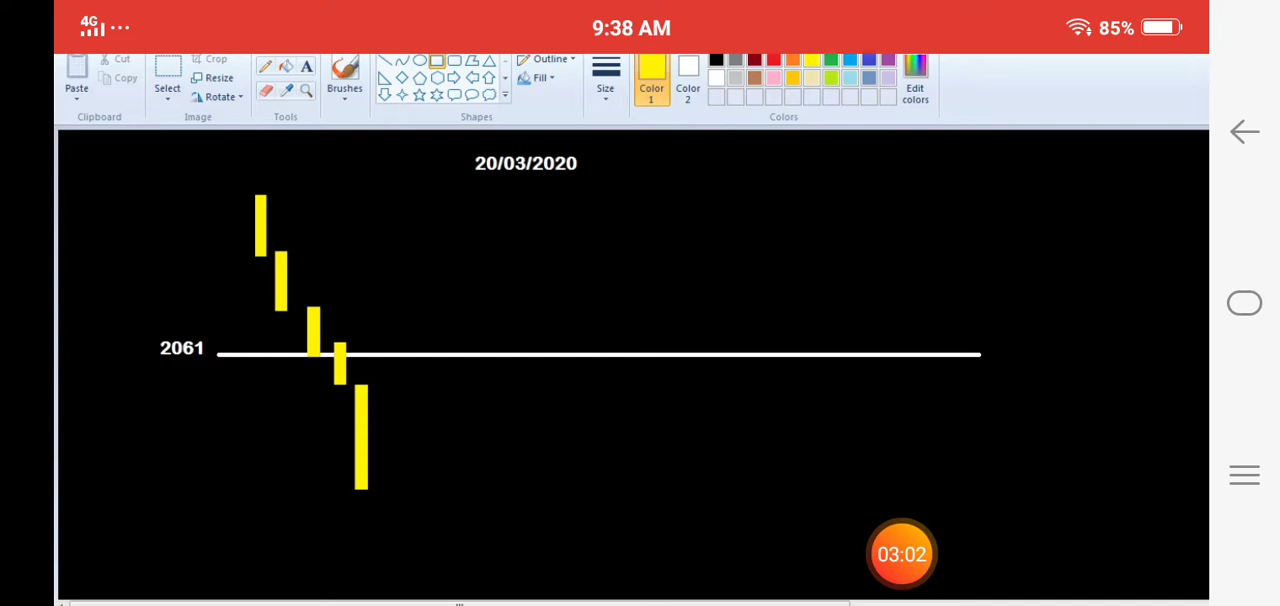 4G ... 9:38 AM 85%
Cut Crop Outline
Copy Resize Fill
Paste Select Rotate Brushes Size Color 1 Color 2 Edit colors
Clipboard Image Tools Shapes Colors
20/03/2020
2061
03:02